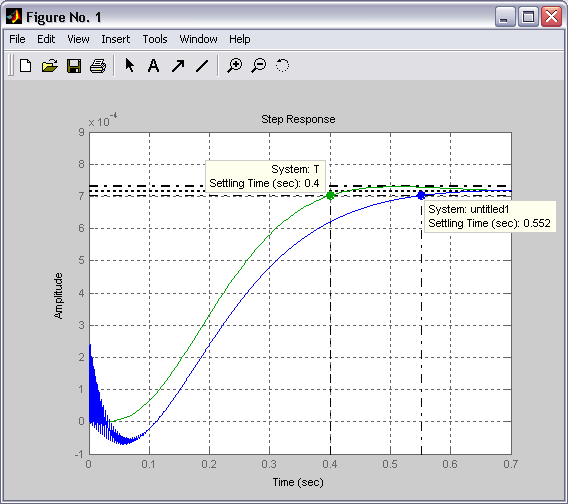 Figure No. 1
File Edit View Insert Tools Window Help
x 10^-4
Step Response
9
8
7
6
5
4
3
2
1
0
-1
Amplitude
System: T
Settling Time (sec): 0.4
System: untitled1
Settling Time (sec): 0.552
0 0.1 0.2 0.3 0.4 0.5 0.6 0.7
Time (sec)